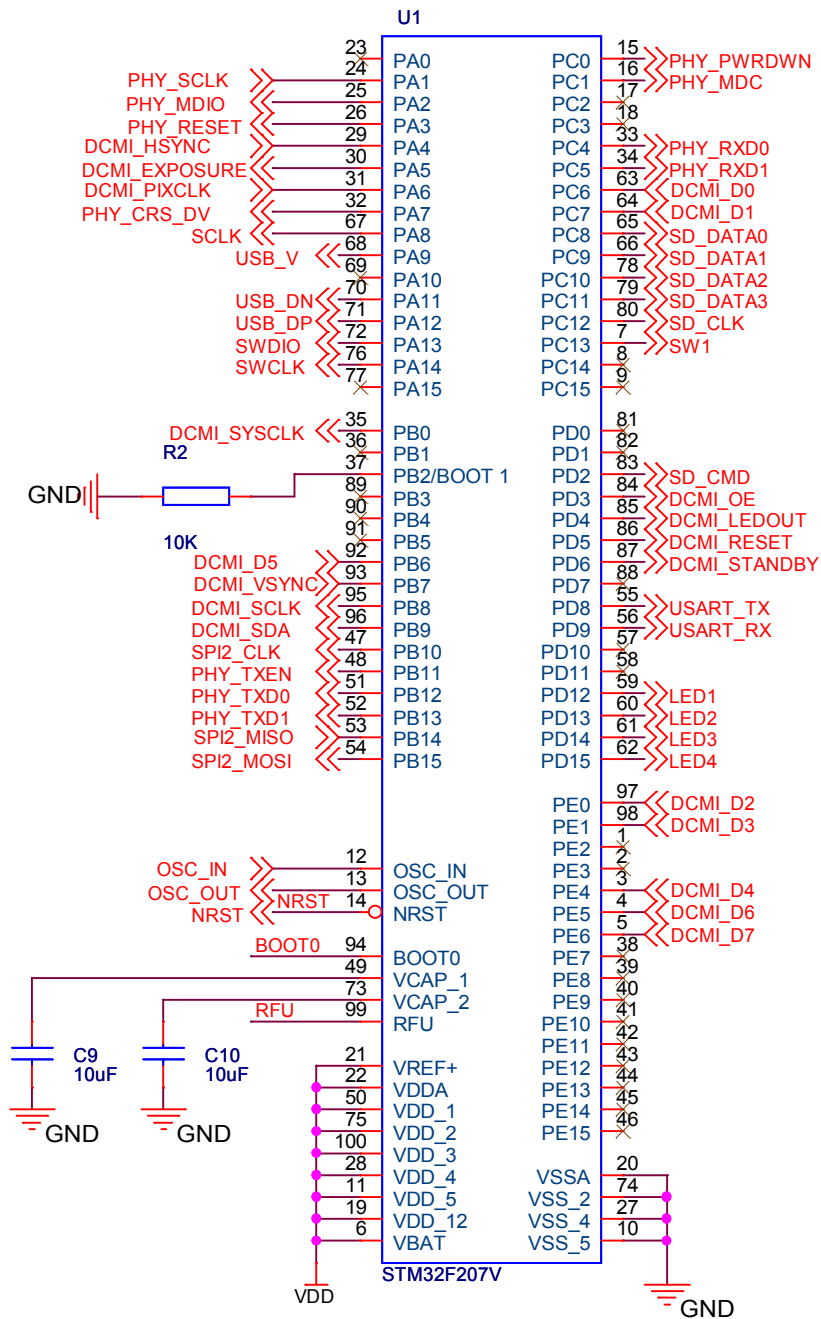 U1
23 PA0
PHY_SCLK 24 PA1
PHY_MDIO 25 PA2
PHY_RESET 26 PA3
DCMI_HSYNC 29 PA4
DCMI_EXPOSURE 30 PA5
DCMI_PIXCLK 31 PA6
PHY_CRS_DV 32 PA7
SCLK 67 PA8
USB_V 68 PA9
69 PA10
USB_DN 70 PA11
USB_DP 71 PA12
SWDIO 72 PA13
SWCLK 76 PA14
77 PA15
DCMI_SYSCLK 35 PB0
36 PB1
R2
GND 37 PB2/BOOT 1
10K
89 PB3
90 PB4
91 PB5
DCMI_D5 92 PB6
DCMI_VSYNC 93 PB7
DCMI_SCLK 95 PB8
DCMI_SDA 96 PB9
SPI2_CLK 47 PB10
PHY_TXEN 48 PB11
PHY_TXD0 51 PB12
PHY_TXD1 52 PB13
SPI2_MISO 53 PB14
SPI2_MOSI 54 PB15
OSC_IN 12 OSC_IN
OSC_OUT 13 OSC_OUT
NRST NRST 14 NRST
BOOT0 94 BOOT0
49 VCAP_1
73 VCAP_2
RFU 99 RFU
C9
10uF
GND
C10
10uF
GND
21 VREF+
22 VDDA
50 VDD_1
75 VDD_2
100 VDD_3
28 VDD_4
11 VDD_5
19 VDD_12
6 VBAT
VDD
PC0 15 PHY_PWRDWN
PC1 16 PHY_MDC
PC2 17
PC3 18
PC4 33 PHY_RXD0
PC5 34 PHY_RXD1
PC6 63 DCMI_D0
PC7 64 DCMI_D1
PC8 65 SD_DATA0
PC9 66 SD_DATA1
PC10 78 SD_DATA2
PC11 79 SD_DATA3
PC12 80 SD_CLK
PC13 7 SW1
PC14 8
PC15 9
PD0 81
PD1 82
PD2 83 SD_CMD
PD3 84 DCMI_OE
PD4 85 DCMI_LEDOUT
PD5 86 DCMI_RESET
PD6 87 DCMI_STANDBY
PD7 88
PD8 55 USART_TX
PD9 56 USART_RX
PD10 57
PD11 58
PD12 59 LED1
PD13 60 LED2
PD14 61 LED3
PD15 62 LED4
PE0 97 DCMI_D2
PE1 98 DCMI_D3
PE2 1
PE3 2
PE4 3 DCMI_D4
PE5 4 DCMI_D6
PE6 5 DCMI_D7
PE7 38
PE8 39
PE9 40
PE10 41
PE11 42
PE12 43
PE13 44
PE14 45
PE15 46
VSSA 20
VSS_2 74
VSS_4 27
VSS_5 10
GND
STM32F207V